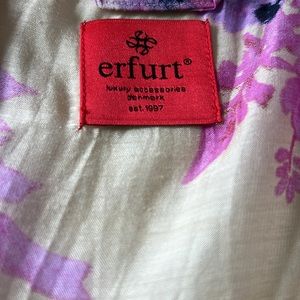 erfurt®
luxury accessories
denmark
est. 1997